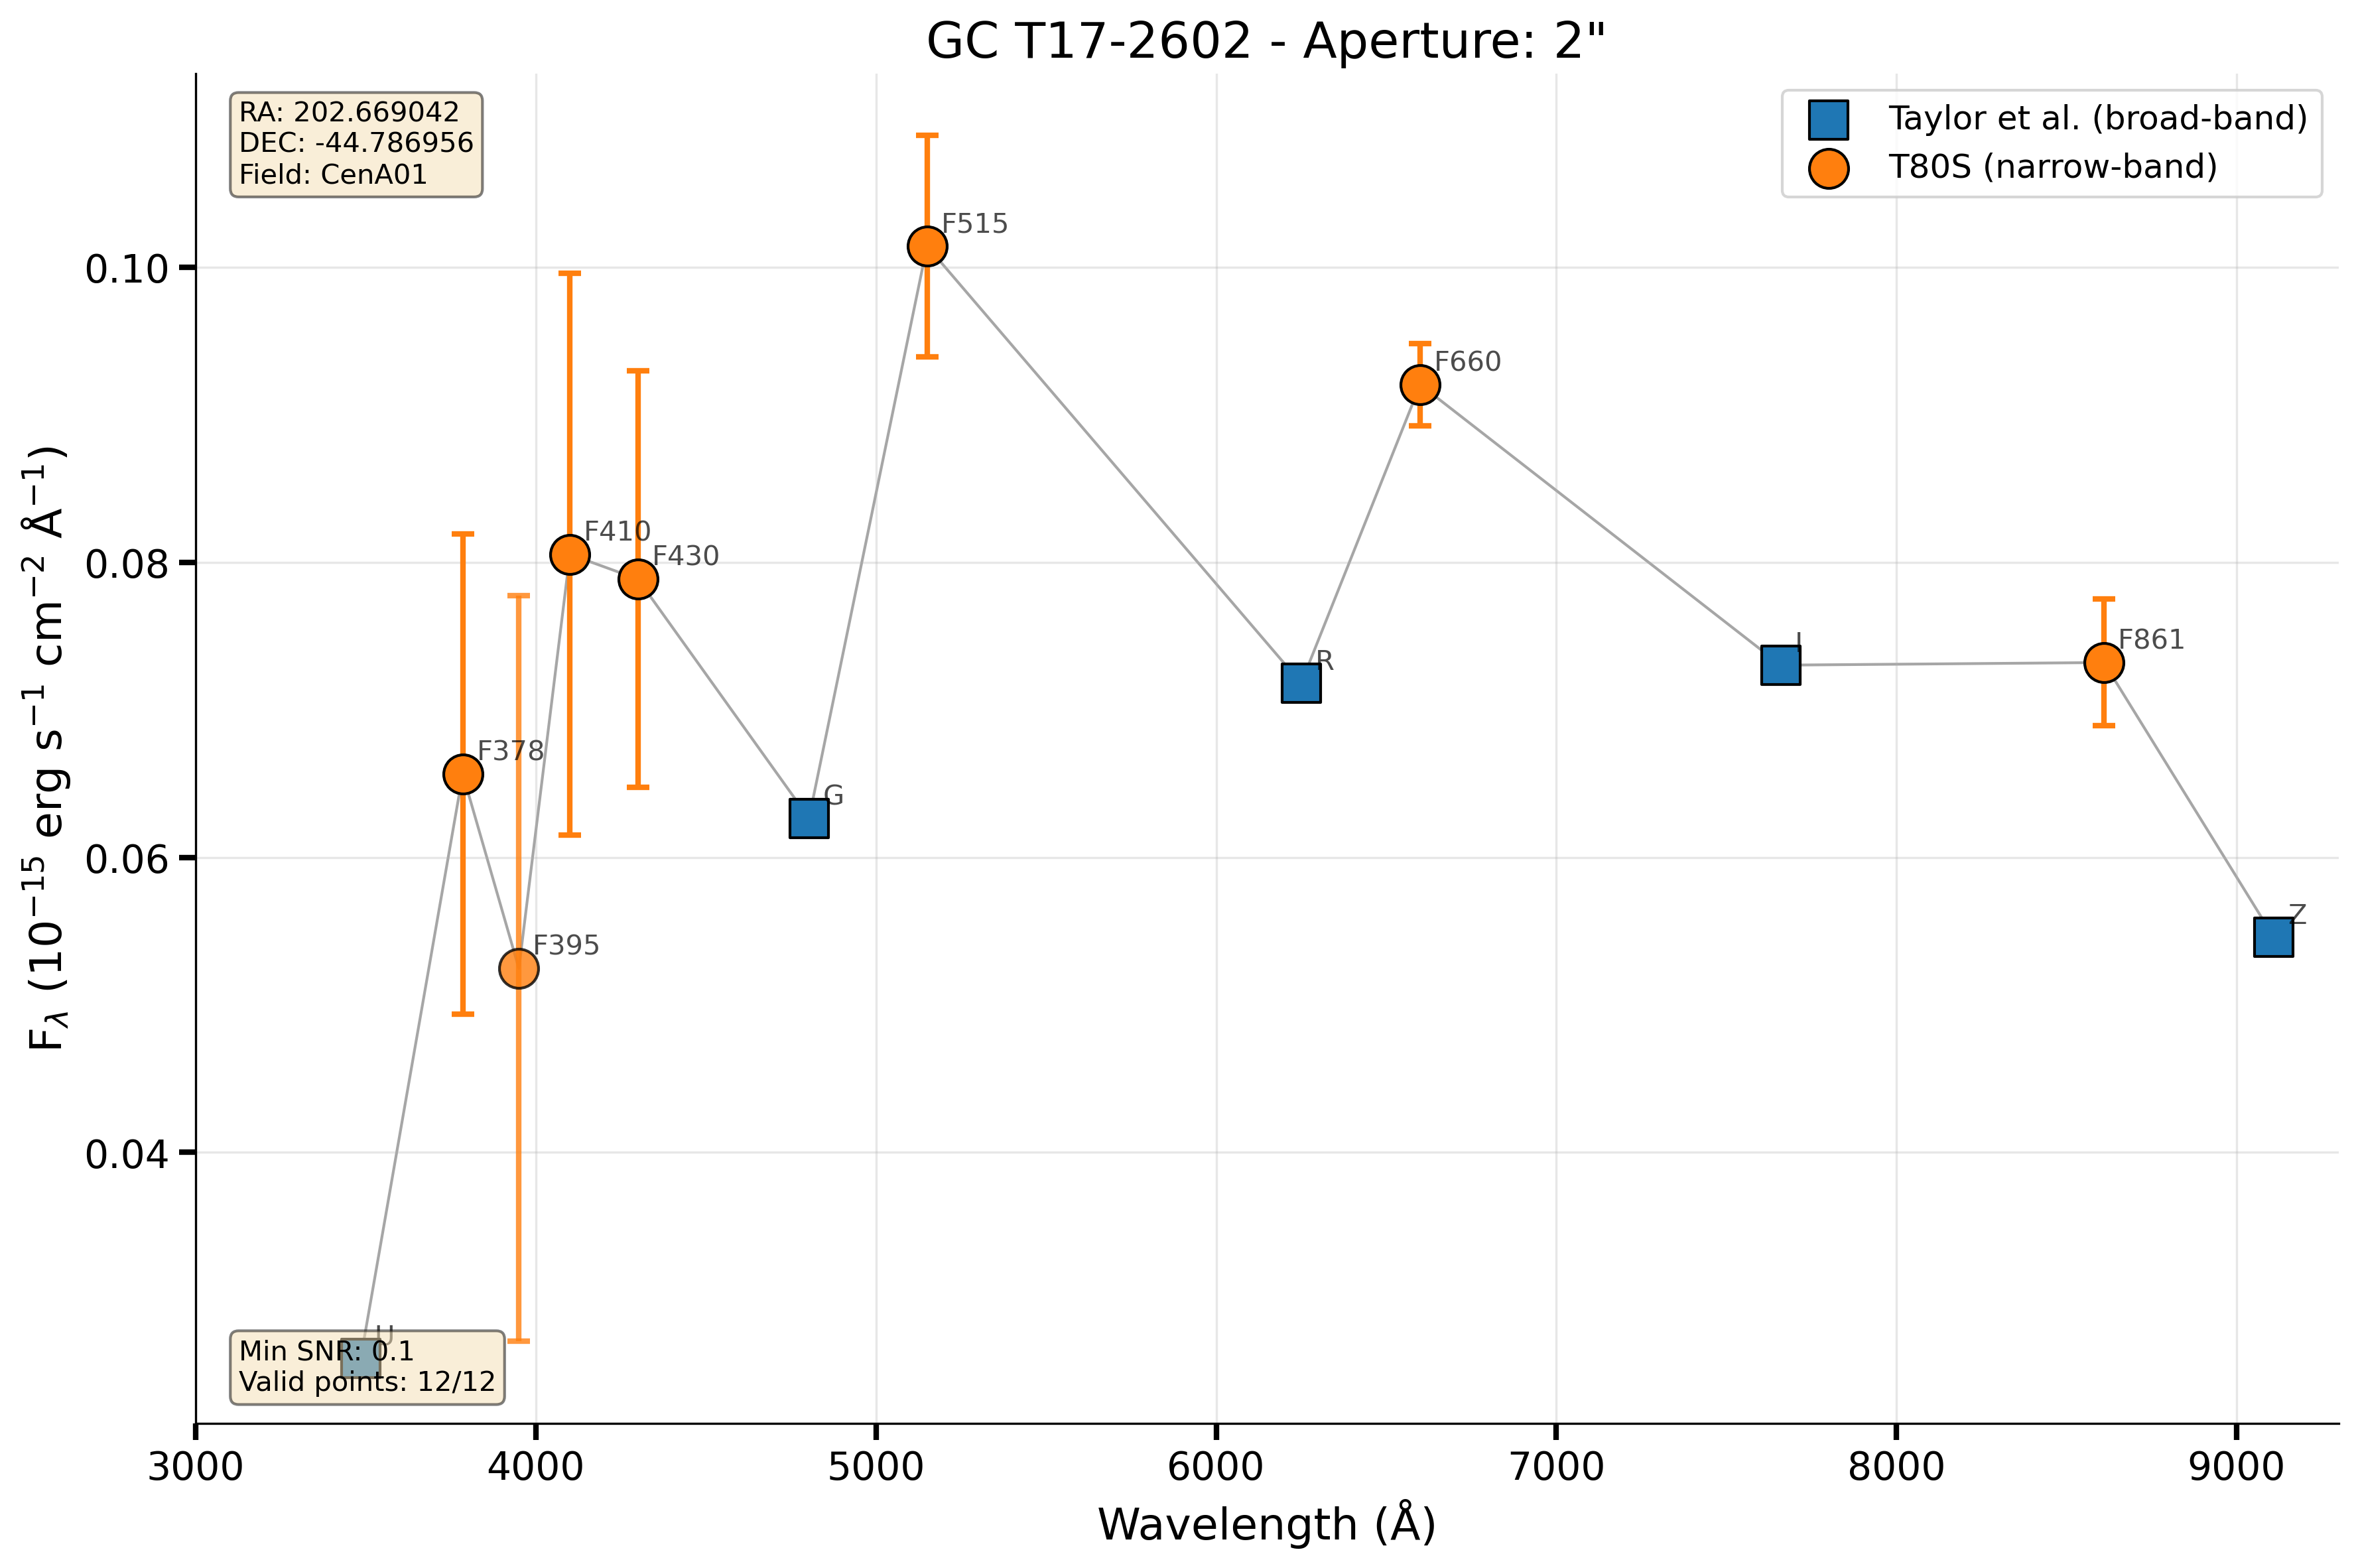 GC T17-2602 - Aperture: 2"
RA: 202.669042
DEC: -44.786956
Field: CenA01
Taylor et al. (broad-band)
T80S (narrow-band)
F515
F660
F410
F430
F378
F395
G
R
I
F861
Z
U
Min SNR: 0.1
Valid points: 12/12
0.10
0.08
0.06
0.04
F$_λ$ (10$^{−15}$ erg s$^{−1}$ cm$^{−2}$ Å$^{−1}$)
3000 4000 5000 6000 7000 8000 9000
Wavelength (Å)